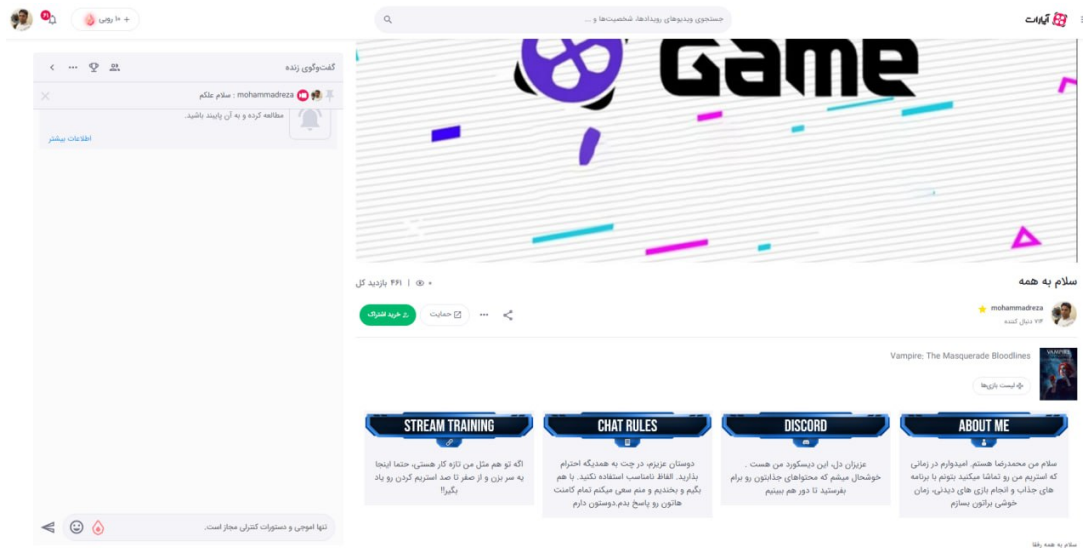 آپارات
جستجوی ویدیوهای رویدادها، شخصیت‌ها و ...
+ ۱۰ روبی
۲۱
Game
سلام به همه
mohammadreza
۷۱۴ دنبال کننده
۰ | ۴۶۱ بازدید کل
حمایت
خرید اشتراک
Vampire: The Masquerade Bloodlines
لیست بازی‌ها
ABOUT ME
سلام من محمدرضا هستم. امیدوارم در زمانی
که استریم من رو تماشا میکنید بتونم با برنامه
های جذاب و انجام بازی های دیدنی، زمان
خوشی براتون بسازم
DISCORD
عزیزان دل، این دیسکورد من هست .
خوشحال میشم که محتواهای جذابتون رو برام
بفرستید تا دور هم ببینیم
CHAT RULES
دوستان عزیزم، در چت به همدیگه احترام
بذارید. الفاظ نامناسب استفاده نکنید. با هم
بگیم و بخندیم و منم سعی میکنم تمام کامنت
هاتون رو پاسخ بدم.دوستون دارم
STREAM TRAINING
اگه تو هم مثل من تازه کار هستی، حتما اینجا
یه سر بزن و از صفر تا صد استریم کردن رو یاد
بگیر!!
سلام به همه رفقا
گفت‌وگوی زنده
mohammadreza : سلام علکم
مطالعه کرده و به آن پایبند باشید.
اطلاعات بیشتر
تنها اموجی و دستورات کنترلی مجاز است.